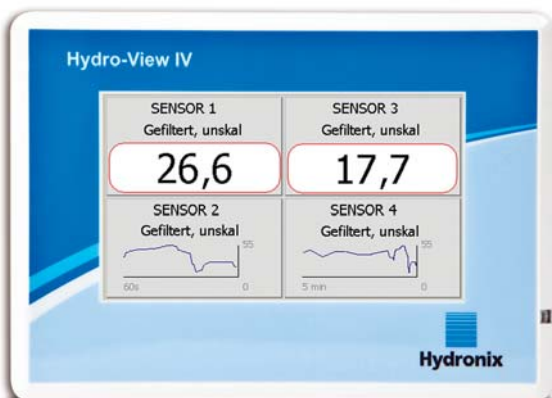 Hydro-View IV
SENSOR 1
Gefiltert, unskal
26,6
SENSOR 3
Gefiltert, unskal
17,7
SENSOR 2
Gefiltert, unskal
55
60s
0
SENSOR 4
Gefiltert, unskal
55
5 min
0
Hydronix